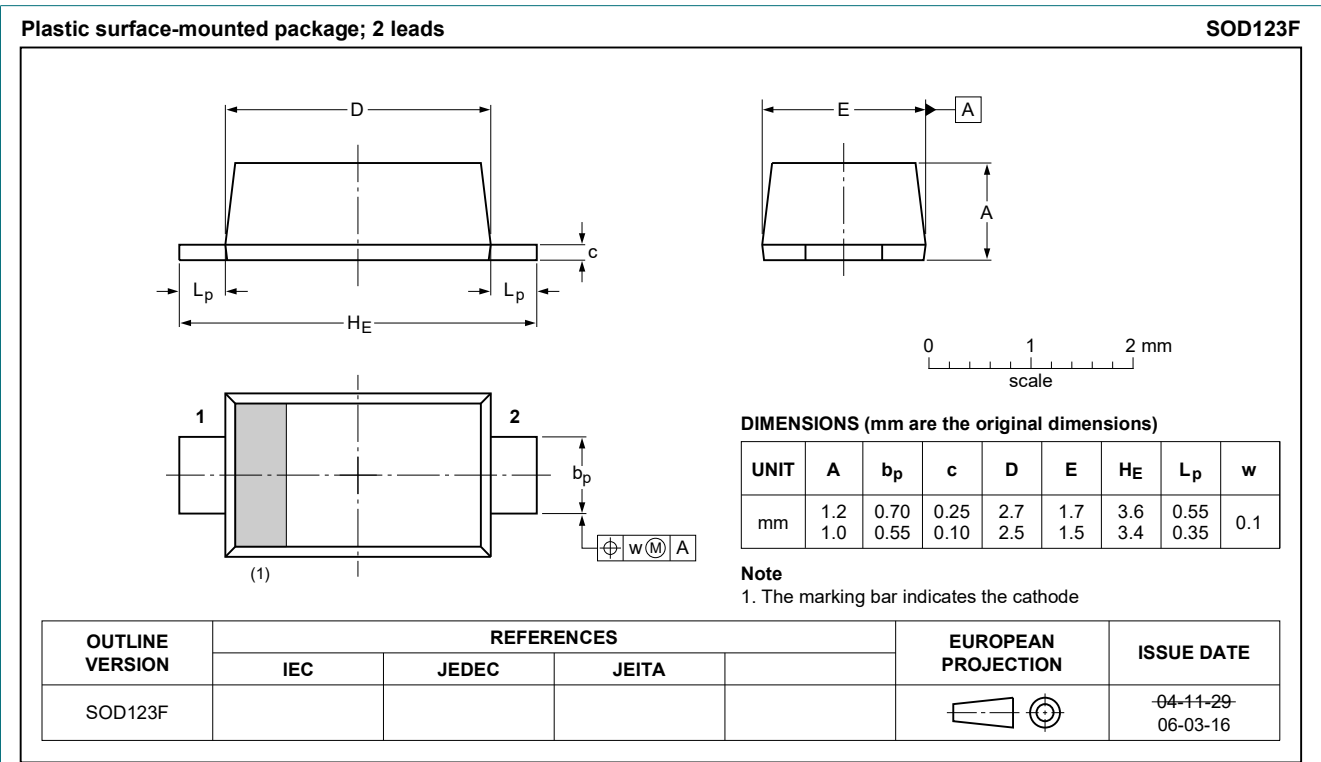 Plastic surface-mounted package; 2 leads SOD123F
D
E
A
A
c
Lp
Lp
HE
0 1 2 mm
scale
1
2
bp
w Ⓜ A
(1)
DIMENSIONS (mm are the original dimensions)
UNIT A bp c D E HE Lp w
mm 1.2 0.70 0.25 2.7 1.7 3.6 0.55 0.1
1.0 0.55 0.10 2.5 1.5 3.4 0.35
Note
1. The marking bar indicates the cathode
OUTLINE VERSION REFERENCES EUROPEAN PROJECTION ISSUE DATE
IEC JEDEC JEITA
SOD123F 04-11-29
06-03-16